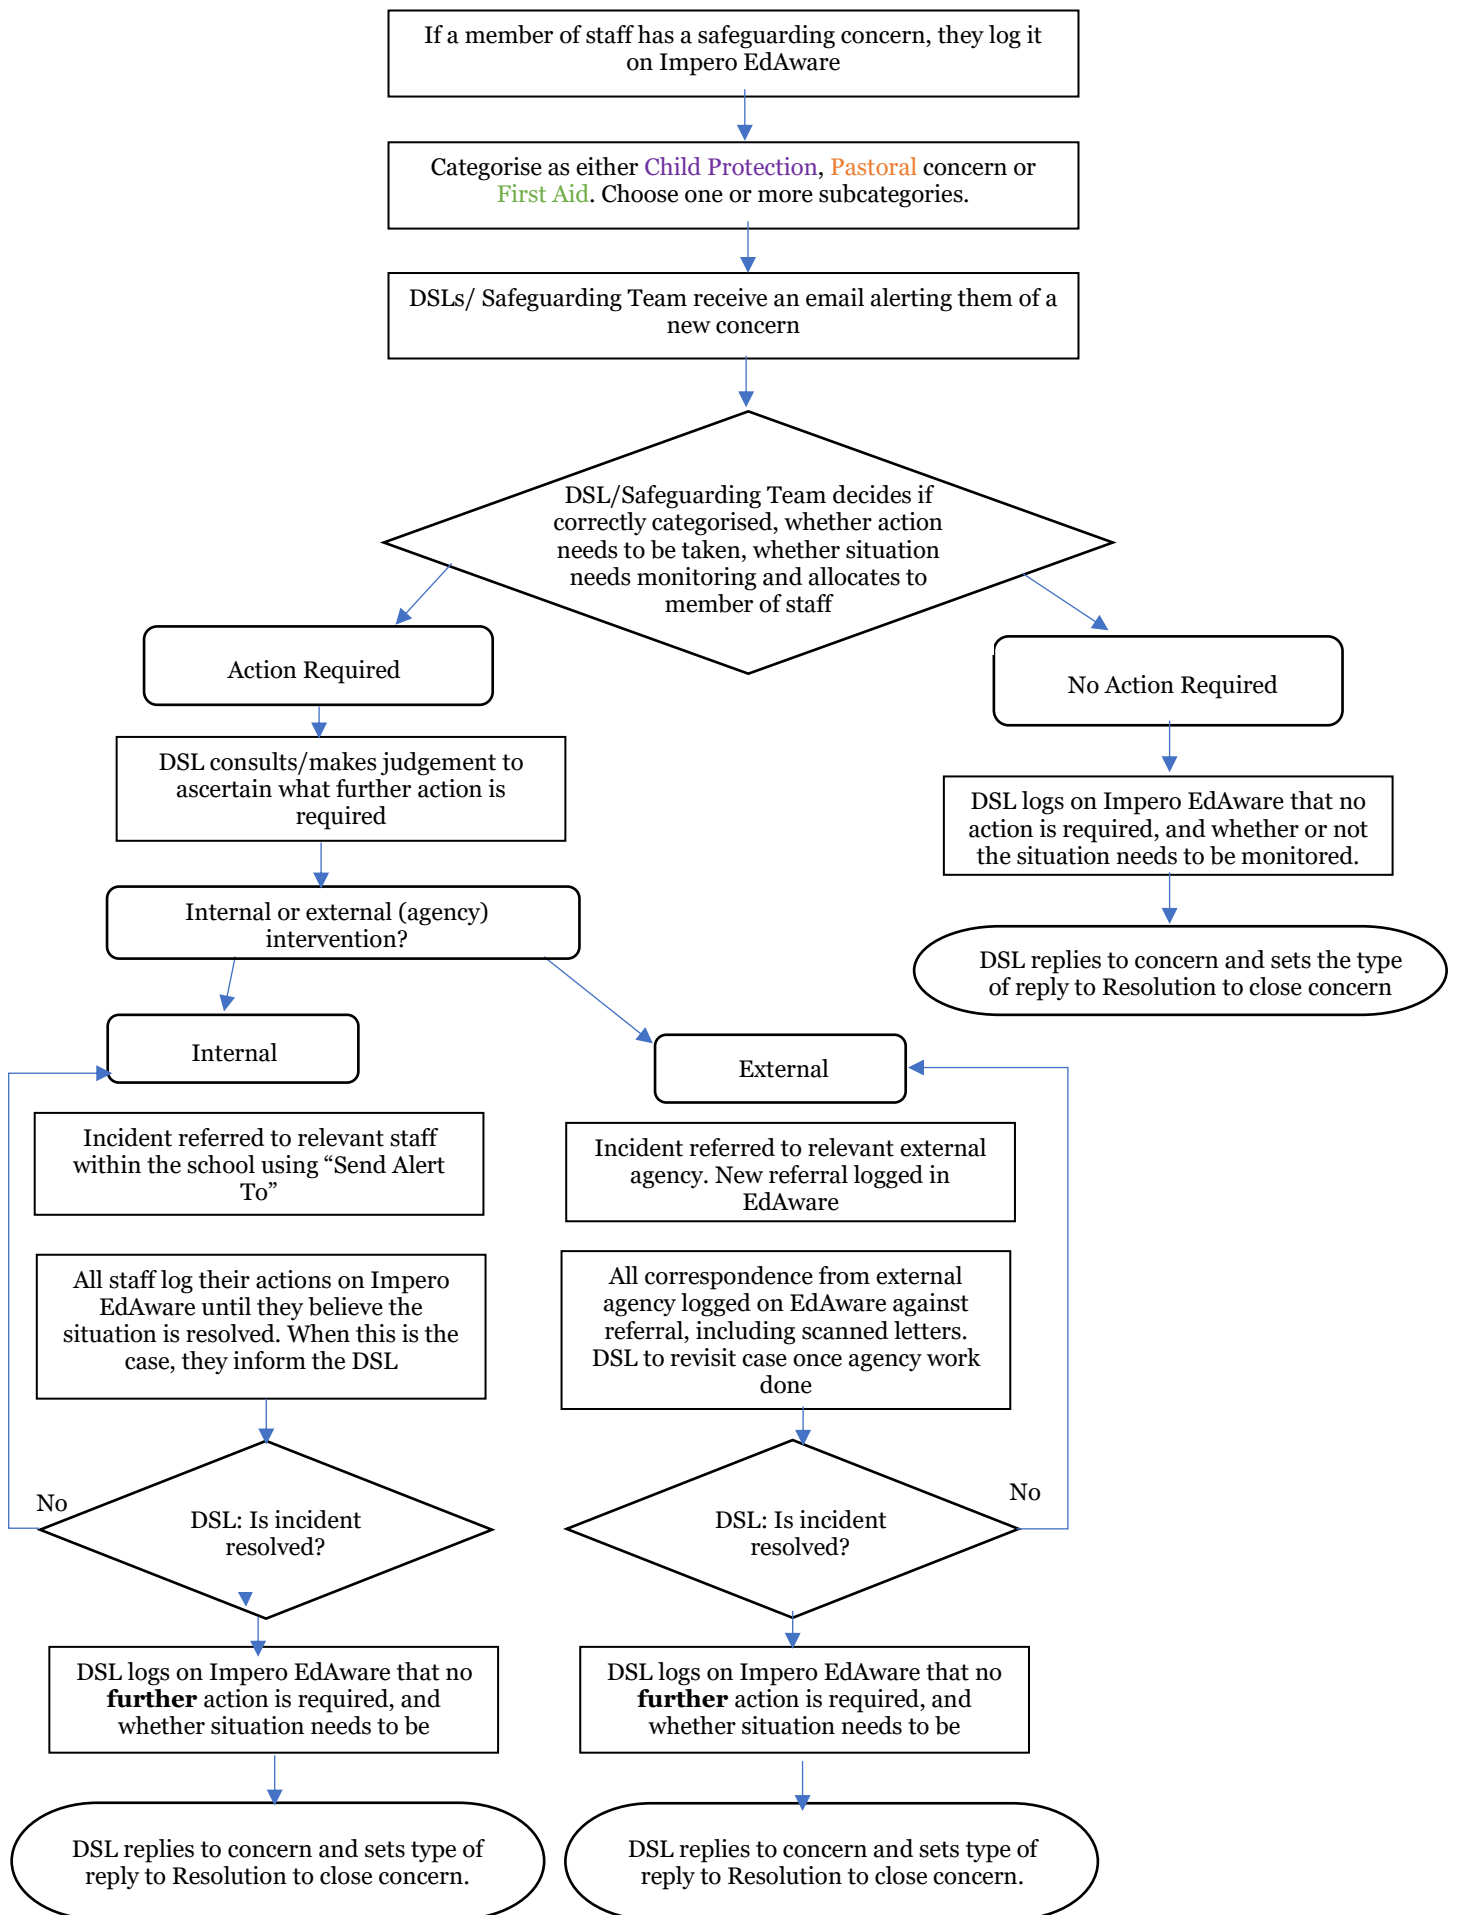 If a member of staff has a safeguarding concern, they log it
on Impero EdAware
Categorise as either Child Protection, Pastoral concern or
First Aid. Choose one or more subcategories.
DSLs/ Safeguarding Team receive an email alerting them of a
new concern
DSL/Safeguarding Team decides if
correctly categorised, whether action
needs to be taken, whether situation
needs monitoring and allocates to
member of staff
Action Required
No Action Required
DSL consults/makes judgement to
ascertain what further action is
required
DSL logs on Impero EdAware that no
action is required, and whether or not
the situation needs to be monitored.
Internal or external (agency)
intervention?
DSL replies to concern and sets the type
of reply to Resolution to close concern
Internal
External
Incident referred to relevant staff
within the school using “Send Alert
To”
Incident referred to relevant external
agency. New referral logged in
EdAware
All staff log their actions on Impero
EdAware until they believe the
situation is resolved. When this is the
case, they inform the DSL
All correspondence from external
agency logged on EdAware against
referral, including scanned letters.
DSL to revisit case once agency work
done
No
DSL: Is incident
resolved?
No
DSL: Is incident
resolved?
DSL logs on Impero EdAware that no
further action is required, and
whether situation needs to be
DSL logs on Impero EdAware that no
further action is required, and
whether situation needs to be
DSL replies to concern and sets type of
reply to Resolution to close concern.
DSL replies to concern and sets type of
reply to Resolution to close concern.